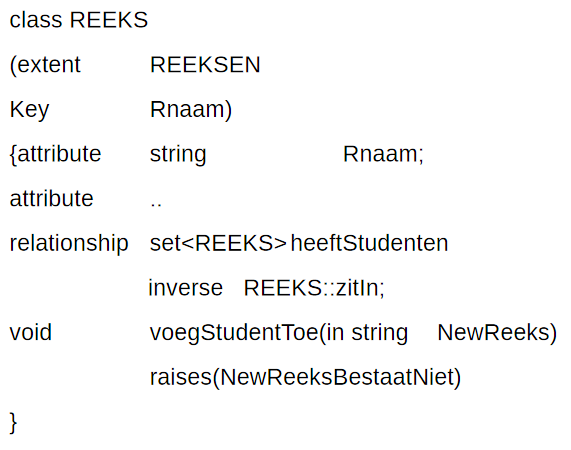 class REEKS
(extent REEKSEN
Key Rnaam)
{attribute string Rnaam;
attribute ..
relationship set<REEKS> heeftStudenten
inverse REEKS::zitIn;
void voegStudentToe(in string NewReeks)
raises(NewReeksBestaatNiet)
}